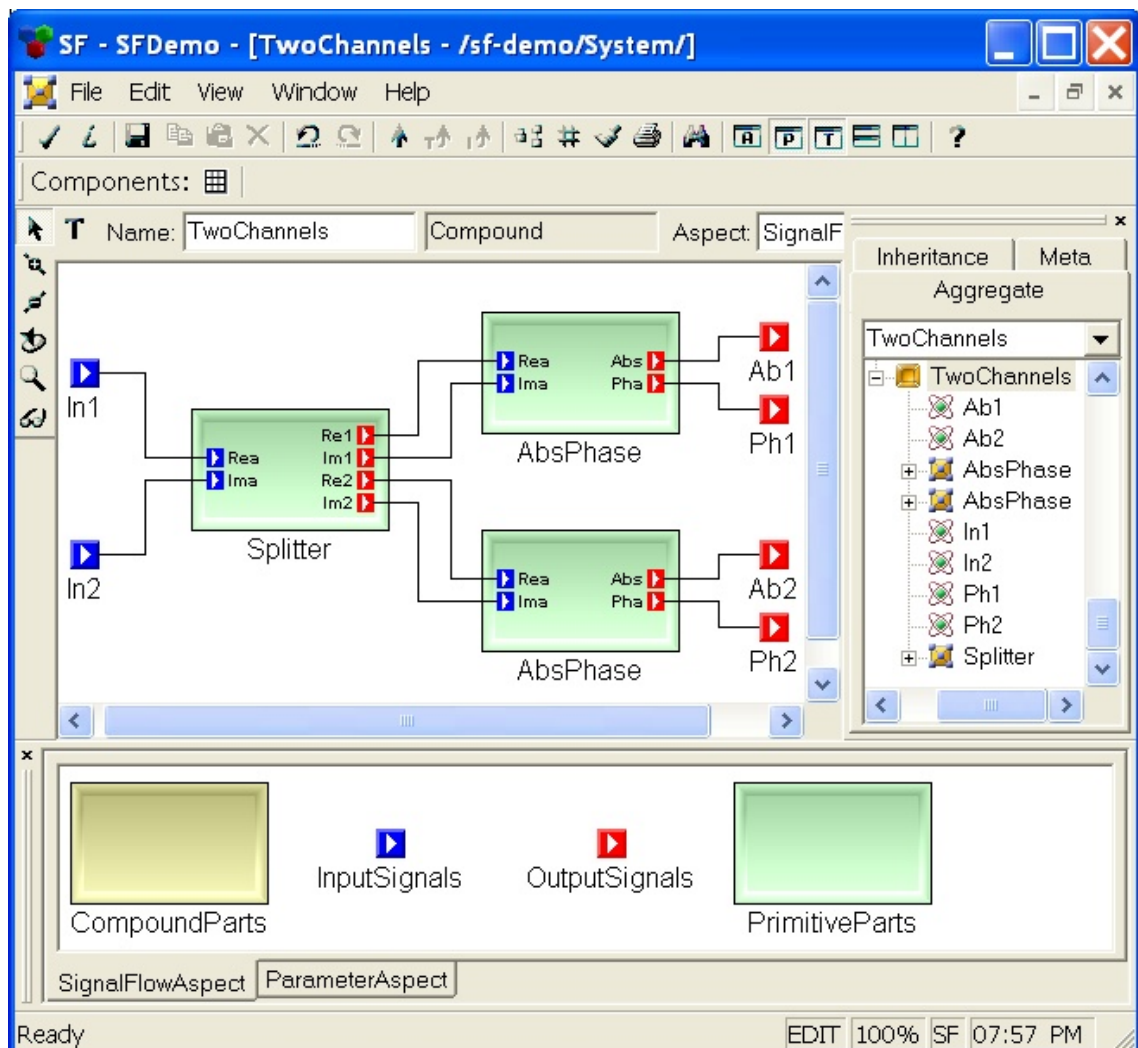 SF - SFDemo - [TwoChannels - /sf-demo/System/]
File Edit View Window Help
A P T ?
Components:
T Name: TwoChannels Compound Aspect: SignalF
Inheritance Meta
Aggregate
TwoChannels
TwoChannels
Ab1
Ab2
AbsPhase
AbsPhase
In1
In2
Ph1
Ph2
Splitter
In1
In2
Rea
Ima
Re1
Im1
Re2
Im2
Splitter
Rea Abs
Ima Pha
AbsPhase
Ab1
Ph1
Rea Abs
Ima Pha
AbsPhase
Ab2
Ph2
CompoundParts
InputSignals
OutputSignals
PrimitiveParts
SignalFlowAspect ParameterAspect
Ready EDIT 100% SF 07:57 PM